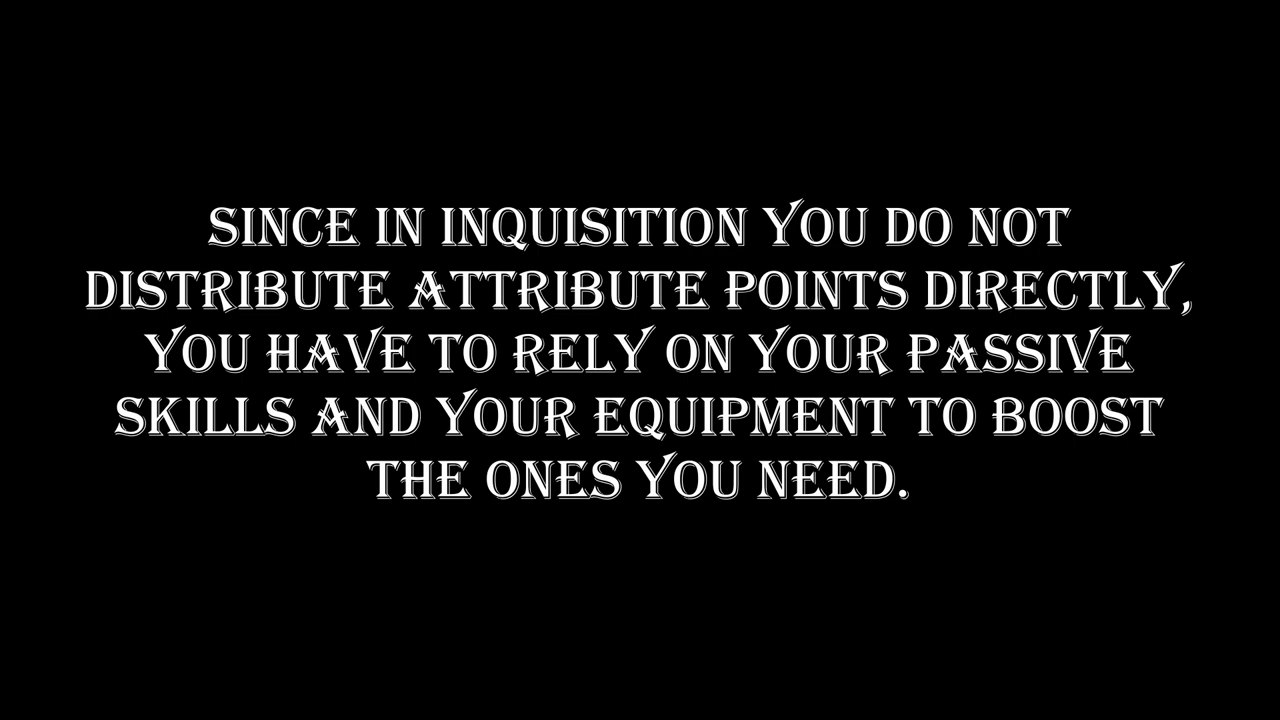 SINCE IN INQUISITION YOU DO NOT
DISTRIBUTE ATTRIBUTE POINTS DIRECTLY,
YOU HAVE TO RELY ON YOUR PASSIVE
SKILLS AND YOUR EQUIPMENT TO BOOST
THE ONES YOU NEED.